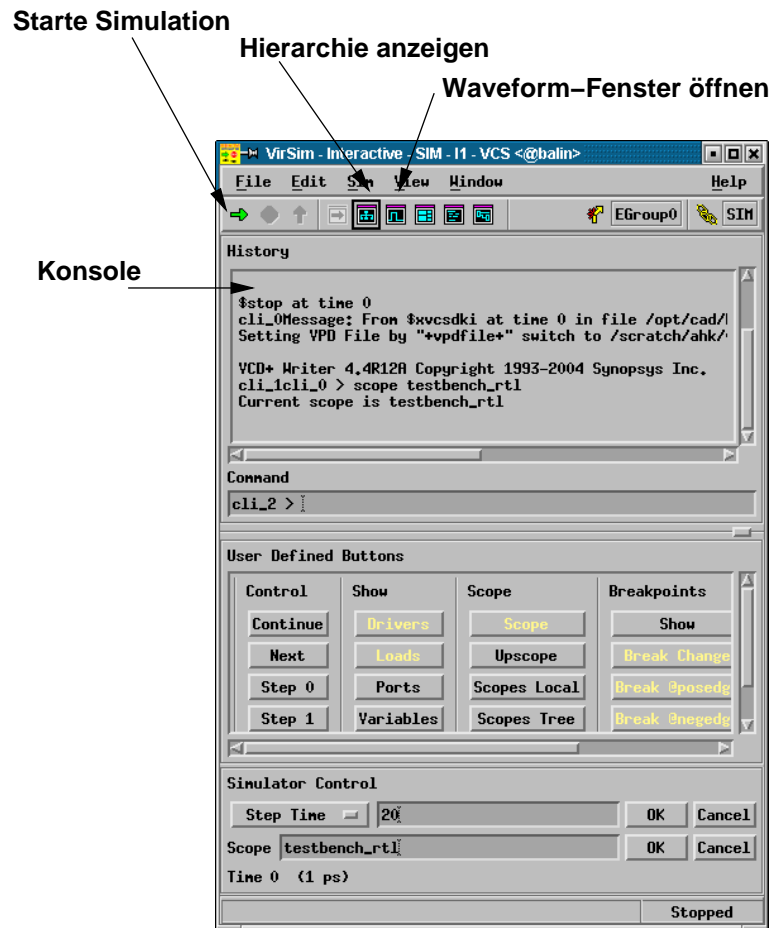 Starte Simulation
Hierarchie anzeigen
Waveform–Fenster öffnen
VirSim - Interactive - SIM - I1 - VCS <@balin>
File Edit Sim View Window Help
EGroup0 SIM
History
Konsole
$stop at time 0
cli_0Message: From $xvcsdki at time 0 in file /opt/cad/
Setting VPD File by "+vpdfile+" switch to /scratch/ahk/
VCD+ Writer 4.4R12A Copyright 1993-2004 Synopsys Inc.
cli_1cli_0 > scope testbench_rtl
Current scope is testbench_rtl
Command
cli_2 >
User Defined Buttons
Control Show Scope Breakpoints
Continue Drivers Scope Show
Next Loads Upscope Break Change
Step 0 Ports Scopes Local Break @posedg
Step 1 Variables Scopes Tree Break @negedg
Simulator Control
Step Time 20 OK Cancel
Scope testbench_rtl OK Cancel
Time 0 (1 ps)
Stopped